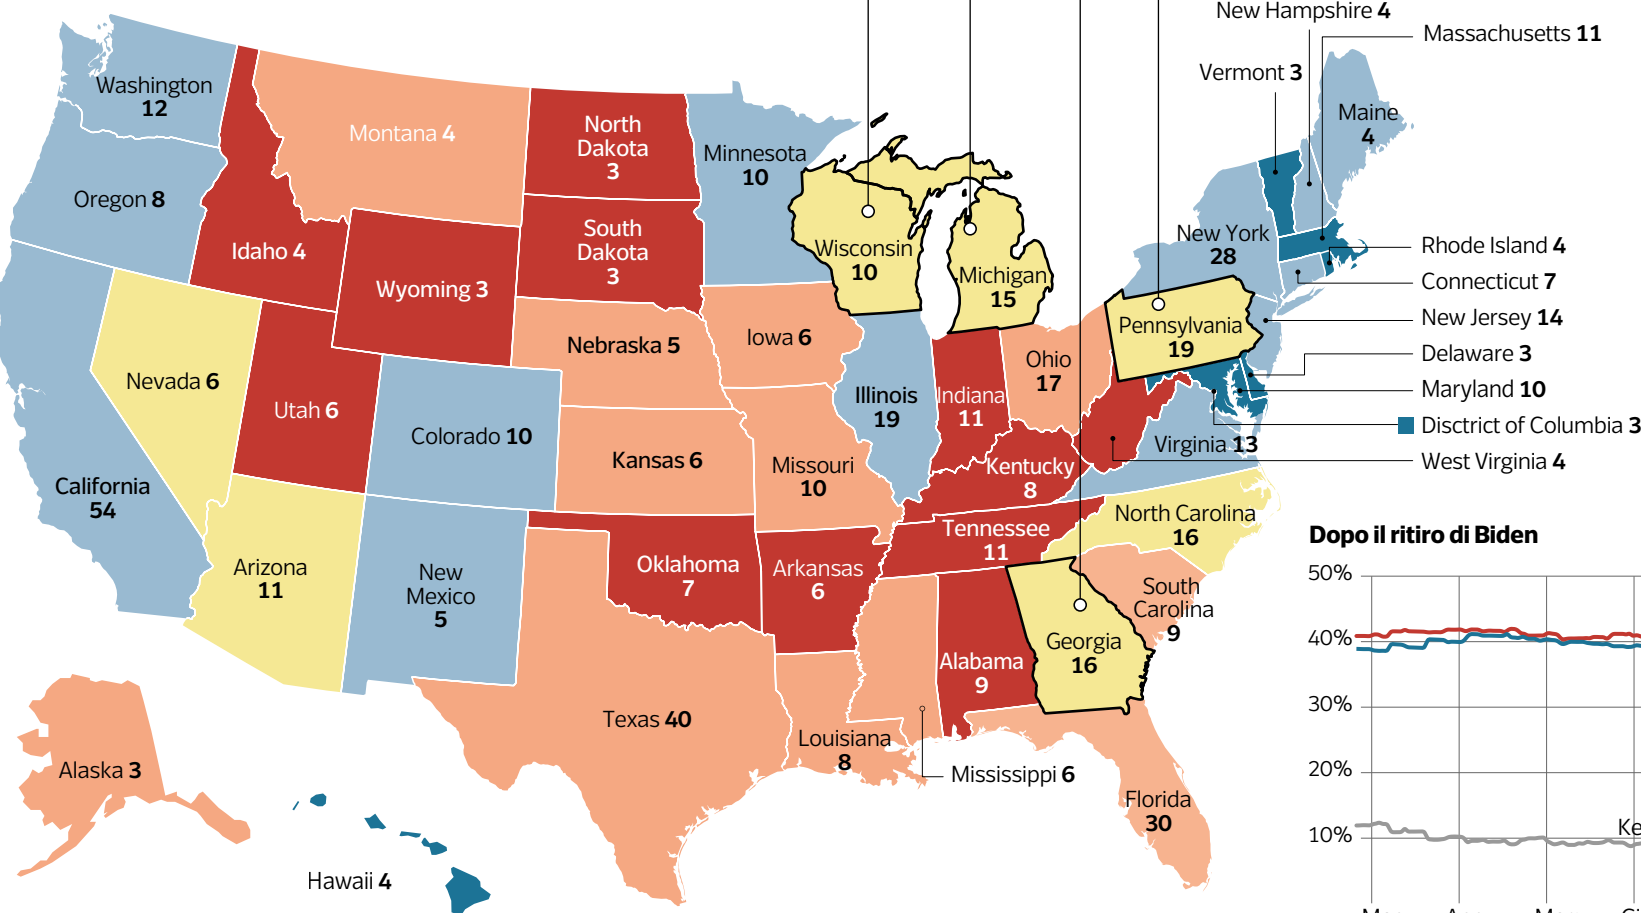 New Hampshire 4
Massachusetts 11
Vermont 3
Washington
12
Maine
4
Montana 4
North
Dakota
3
Minnesota
10
Oregon 8
Idaho 4
South
Dakota
3
Wisconsin
10
New York
28
Rhode Island 4
Wyoming 3
Michigan
15
Connecticut 7
Pennsylvania
19
New Jersey 14
Nebraska 5
Iowa 6
Ohio
17
Delaware 3
Nevada 6
Utah 6
Illinois
19
Indiana
11
Maryland 10
Colorado 10
Disctrict of Columbia 3
Virginia 13
Kansas 6
Missouri
10
Kentucky
8
West Virginia 4
California
54
North Carolina
16
Tennessee
11
Arizona
11
New
Mexico
5
Oklahoma
7
Arkansas
6
South
Carolina
9
Georgia
16
Alabama
9
Texas 40
Louisiana
8
Mississippi 6
Alaska 3
Florida
30
Hawaii 4
Dopo il ritiro di Biden
50%
40%
30%
20%
10%
Ke